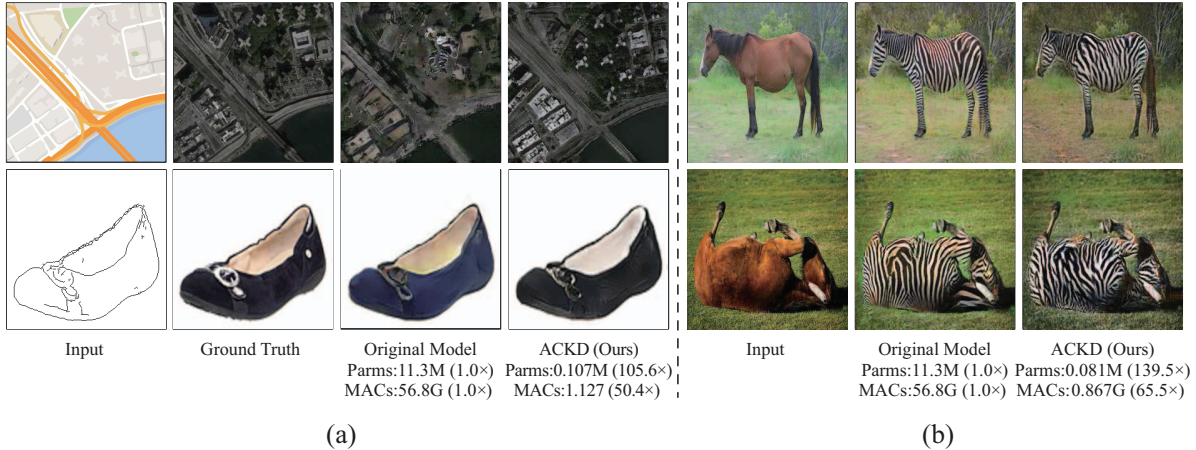 Input
Ground Truth
Original Model
Parms:11.3M (1.0×)
MACs:56.8G (1.0×)
ACKD (Ours)
Parms:0.107M (105.6×)
MACs:1.127 (50.4×)
Input
Original Model
Parms:11.3M (1.0×)
MACs:56.8G (1.0×)
ACKD (Ours)
Parms:0.081M (139.5×)
MACs:0.867G (65.5×)
(a)
(b)